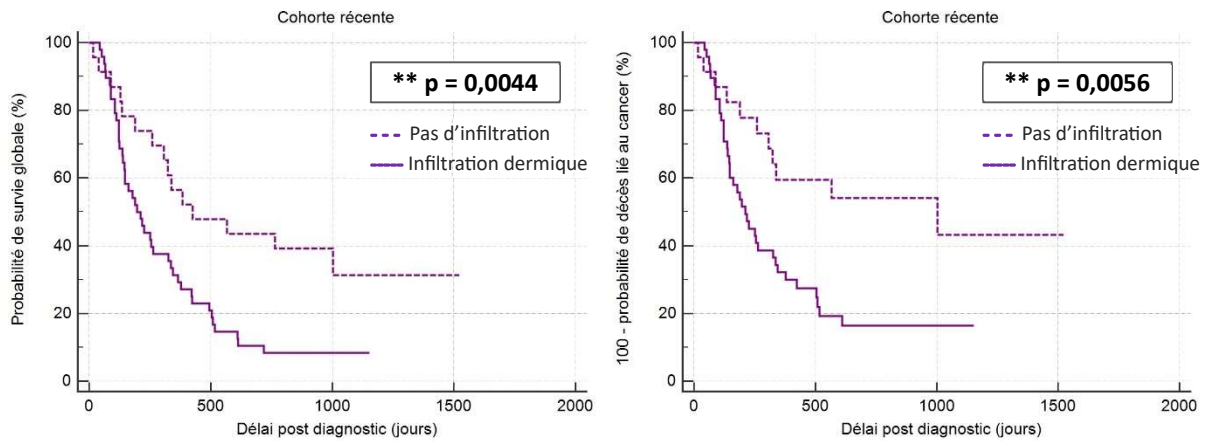 Cohorte récente
Probabilité de survie globale (%)
100
80
60
40
20
0
** p = 0,0044
Pas d’infiltration
Infiltration dermique
0 500 1000 1500 2000
Délai post diagnostic (jours)
Cohorte récente
100 - probabilité de décès lié au cancer (%)
100
80
60
40
20
0
** p = 0,0056
Pas d’infiltration
Infiltration dermique
0 500 1000 1500 2000
Délai post diagnostic (jours)